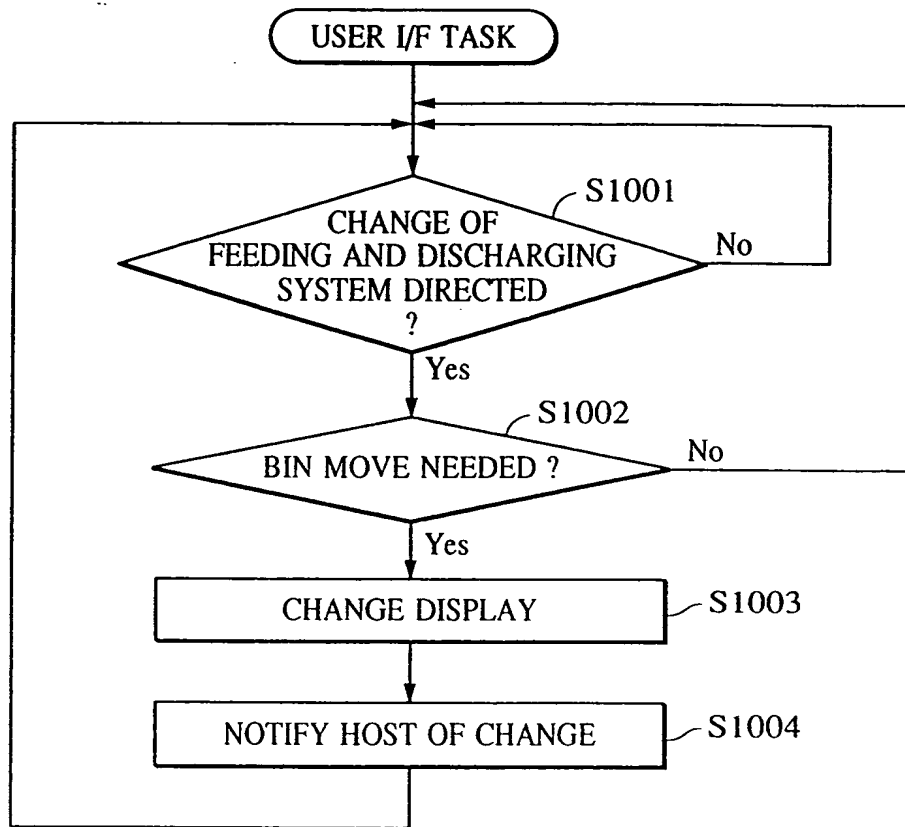 USER I/F TASK
S1001
CHANGE OF
FEEDING AND DISCHARGING
SYSTEM DIRECTED
?
No
Yes
S1002
BIN MOVE NEEDED ?
No
Yes
CHANGE DISPLAY
S1003
NOTIFY HOST OF CHANGE
S1004